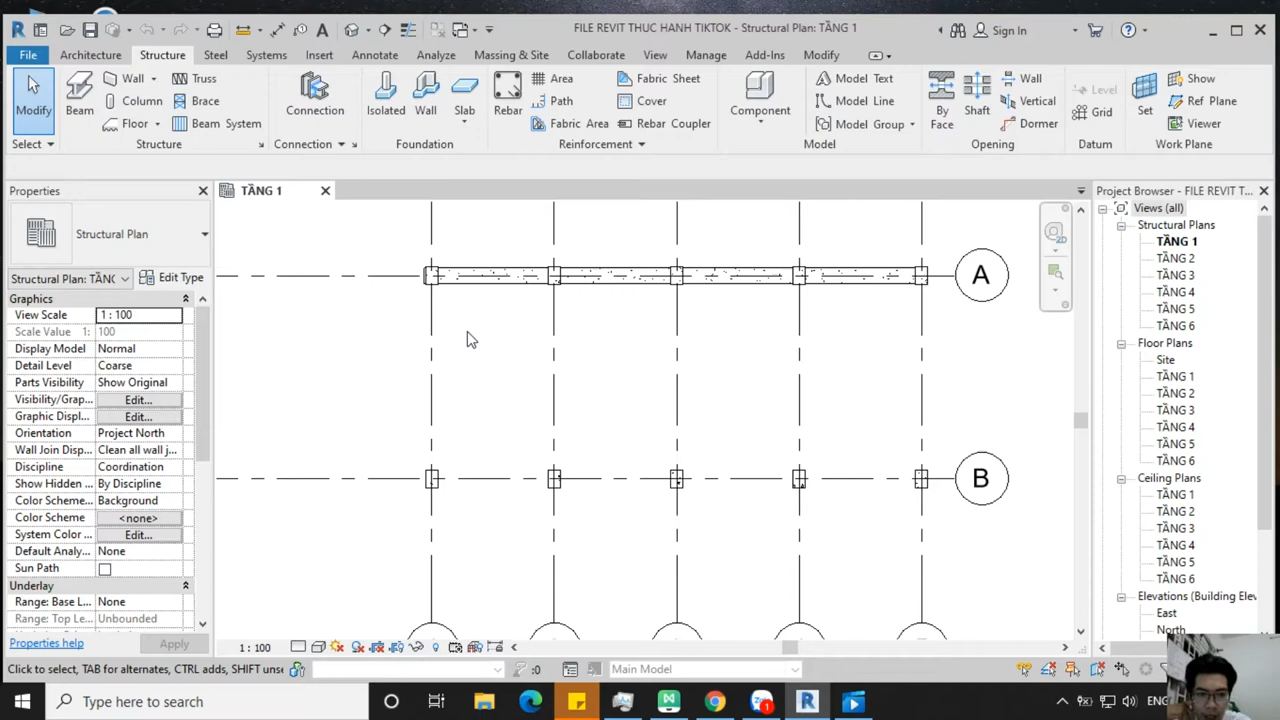 FILE REVIT THUC HANH TIKTOK - Structural Plan: TẦNG 1
Sign In
File Architecture Structure Steel Systems Insert Annotate Analyze Massing & Site Collaborate View Manage Add-Ins Modify
Modify
Select
Beam
Wall
Column
Floor
Truss
Brace
Beam System
Structure
Connection
Connection
Isolated
Wall
Slab
Foundation
Rebar
Area
Path
Fabric Area
Fabric Sheet
Cover
Rebar Coupler
Reinforcement
Component
Model Text
Model Line
Model Group
Model
By
Face
Shaft
Wall
Vertical
Dormer
Opening
Level
Grid
Datum
Set
Show
Ref Plane
Viewer
Work Plane
Properties
Structural Plan
Structural Plan: TẦNC
Edit Type
Graphics
View Scale 1 : 100
Scale Value 1: 100
Display Model Normal
Detail Level Coarse
Parts Visibility Show Original
Visibility/Grap... Edit...
Graphic Displ... Edit...
Orientation Project North
Wall Join Disp... Clean all wall j...
Discipline Coordination
Show Hidden ... By Discipline
Color Scheme... Background
Color Scheme <none>
System Color ... Edit...
Default Analy... None
Sun Path
Underlay
Range: Base L... None
Range: Top Le... Unbounded
Properties help
Apply
TẦNG 1
A
B
1 : 100
Project Browser - FILE REVIT T...
Views (all)
Structural Plans
TẦNG 1
TẦNG 2
TẦNG 3
TẦNG 4
TẦNG 5
TẦNG 6
Floor Plans
Site
TẦNG 1
TẦNG 2
TẦNG 3
TẦNG 4
TẦNG 5
TẦNG 6
Ceiling Plans
TẦNG 1
TẦNG 2
TẦNG 3
TẦNG 4
TẦNG 5
TẦNG 6
Elevations (Building Elev
East
North
Click to select, TAB for alternates, CTRL adds, SHIFT unse
:0
Main Model
Type here to search
1
ENG